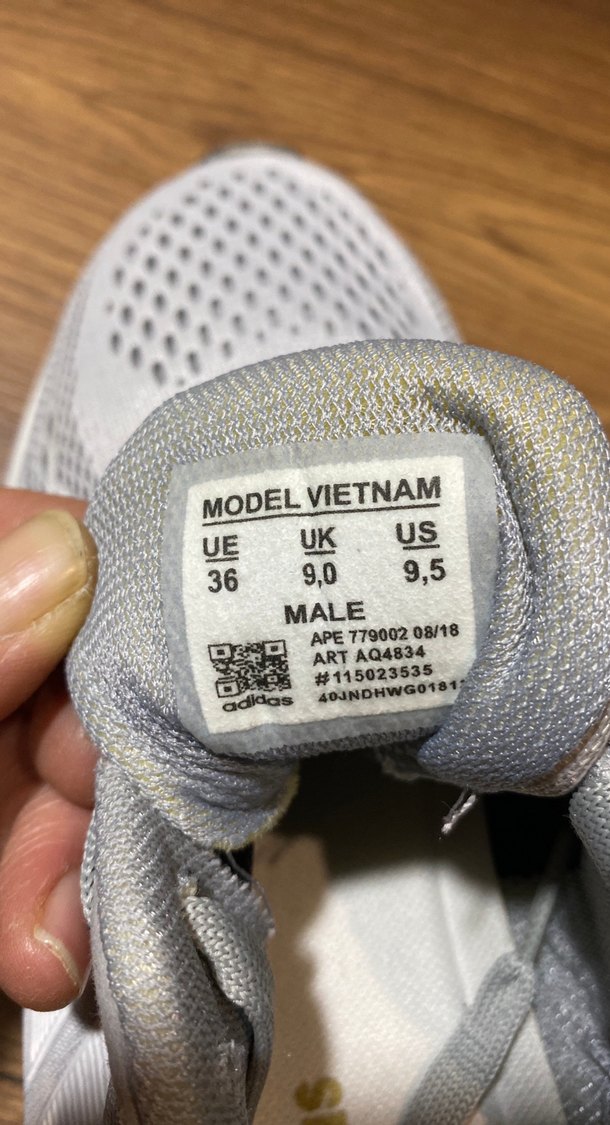 MODEL VIETNAM
UE UK US
36 9,0 9,5
MALE
APE 779002 08/18
ART AQ4834
#115023535
adidas